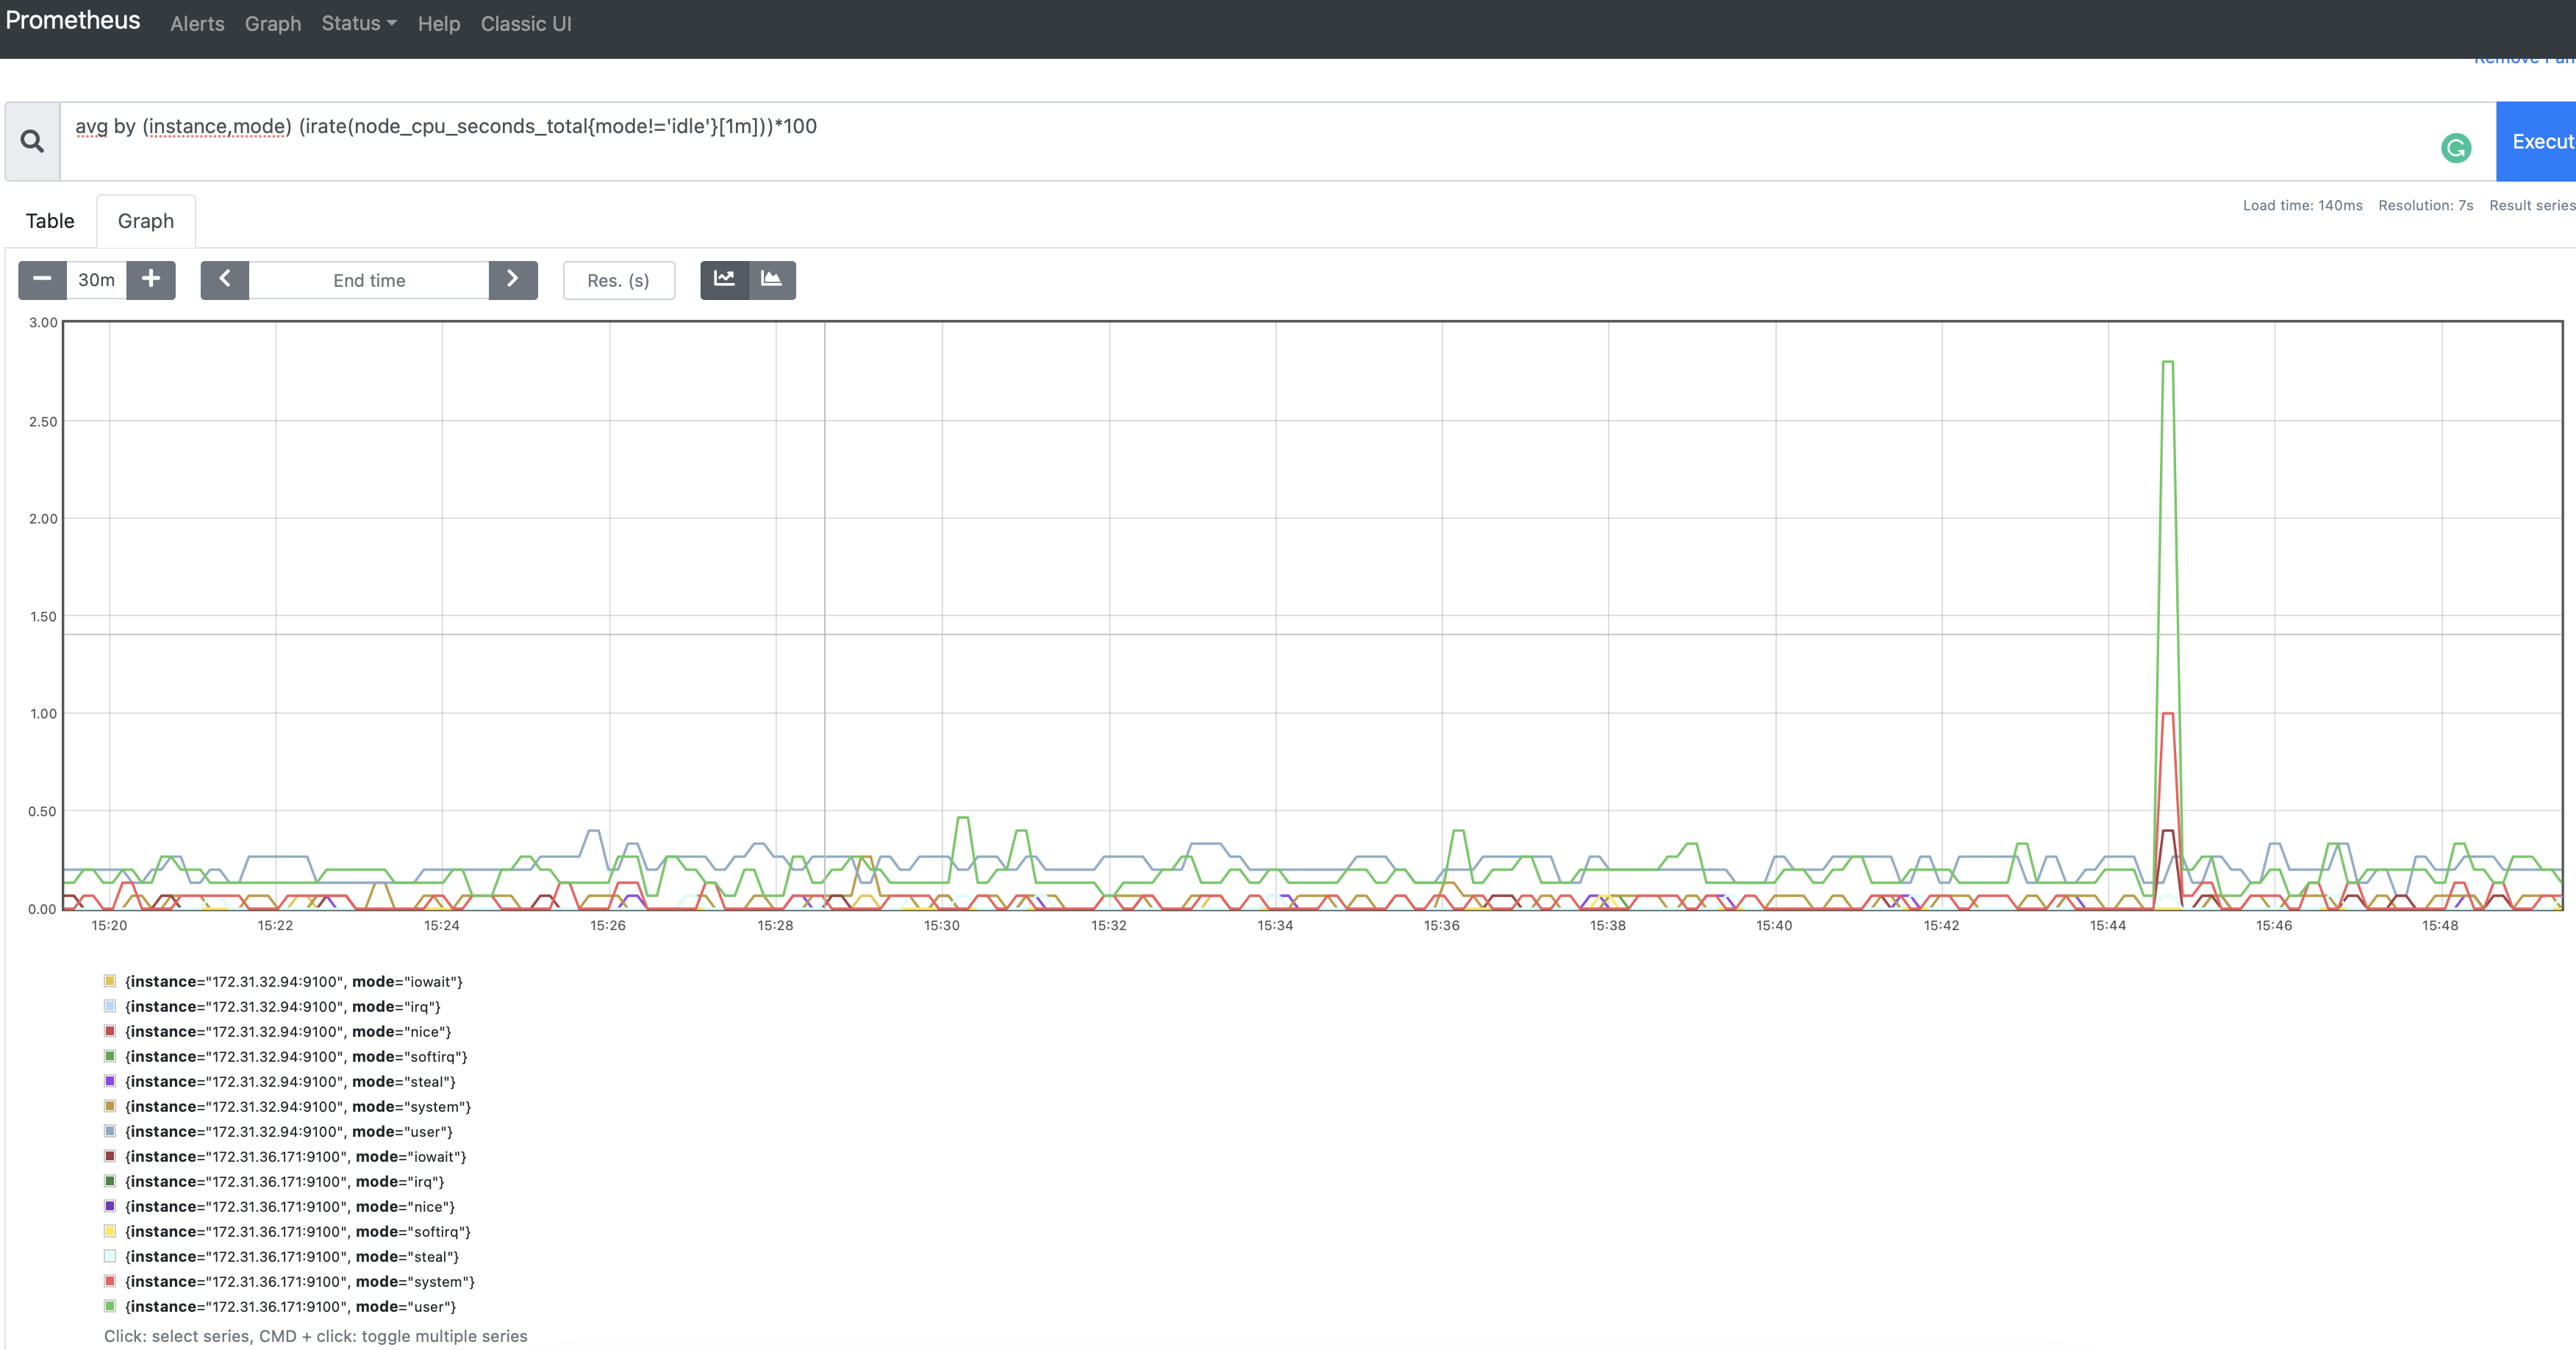 Prometheus Alerts Graph Status Help Classic UI
avg by (instance,mode) (irate(node_cpu_seconds_total{mode!='idle'}[1m]))*100
Execut
Table Graph
Load time: 140ms Resolution: 7s Result series
30m End time Res. (s)
3.00
2.50
2.00
1.50
1.00
0.50
0.00
15:20 15:22 15:24 15:26 15:28 15:30 15:32 15:34 15:36 15:38 15:40 15:42 15:44 15:46 15:48
{instance="172.31.32.94:9100", mode="iowait"}
{instance="172.31.32.94:9100", mode="irq"}
{instance="172.31.32.94:9100", mode="nice"}
{instance="172.31.32.94:9100", mode="softirq"}
{instance="172.31.32.94:9100", mode="steal"}
{instance="172.31.32.94:9100", mode="system"}
{instance="172.31.32.94:9100", mode="user"}
{instance="172.31.36.171:9100", mode="iowait"}
{instance="172.31.36.171:9100", mode="irq"}
{instance="172.31.36.171:9100", mode="nice"}
{instance="172.31.36.171:9100", mode="softirq"}
{instance="172.31.36.171:9100", mode="steal"}
{instance="172.31.36.171:9100", mode="system"}
{instance="172.31.36.171:9100", mode="user"}
Click: select series, CMD + click: toggle multiple series